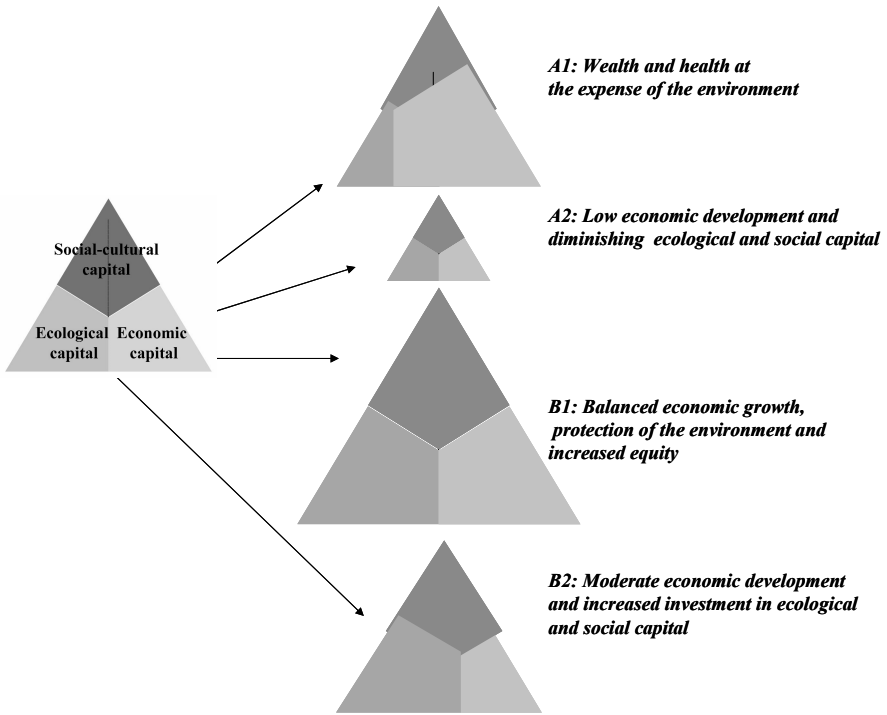 Social-cultural
capital
Ecological
capital
Economic
capital
A1: Wealth and health at
the expense of the environment
A2: Low economic development and
diminishing ecological and social capital
B1: Balanced economic growth,
protection of the environment and
increased equity
B2: Moderate economic development
and increased investment in ecological
and social capital